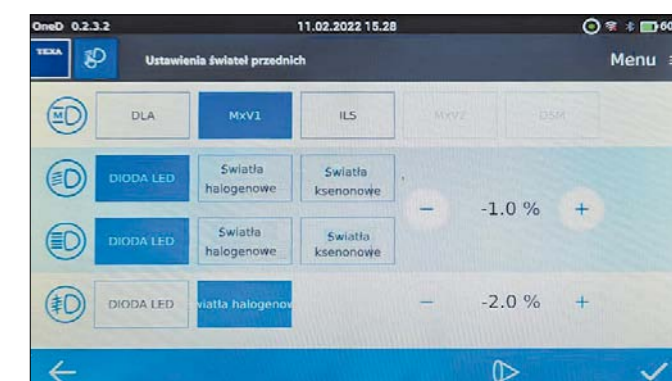 OneD 0.2.3.2 11.02.2022 15.28 60
TEXA Ustawienia świateł przednich Menu
M DLA MxV1 ILS MxV2 DSM
DIODA LED Światła halogenowe Światła ksenonowe
- -1.0 % +
DIODA LED Światła halogenowe Światła ksenonowe
DIODA LED wiatła halogenow - -2.0 % +